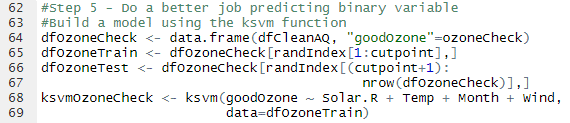 62 #Step 5 - Do a better job predicting binary variable
63 #Build a model using the ksvm function
64 dfOzoneCheck <- data.frame(dfCleanAQ, "goodOzone"=ozoneCheck)
65 dfOzoneTrain <- dfOzoneCheck[randIndex[1:cutpoint],]
66 dfOzoneTest <- dfOzoneCheck[randIndex[(cutpoint+1):
67 nrow(dfOzoneCheck)],]
68 ksvmOzoneCheck <- ksvm(goodOzone ~ Solar.R + Temp + Month + Wind,
69 data=dfOzoneTrain)